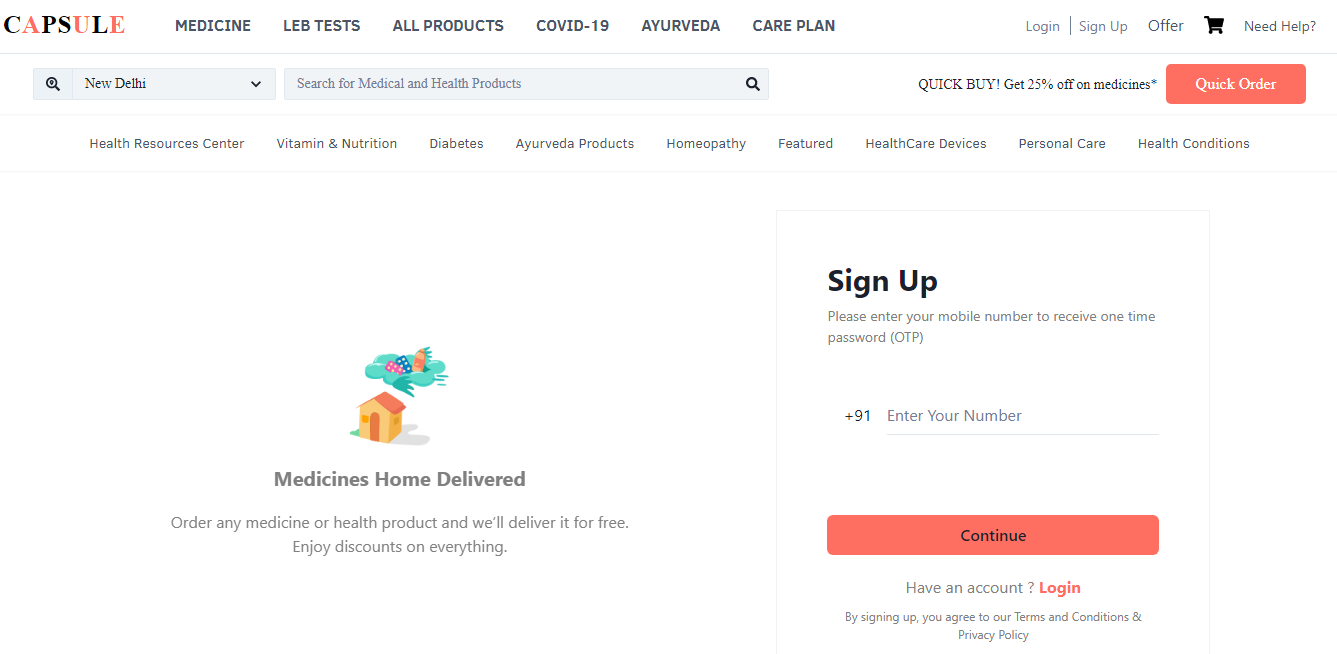 CAPSULE MEDICINE LEB TESTS ALL PRODUCTS COVID-19 AYURVEDA CARE PLAN Login Sign Up Offer Need Help?
New Delhi Search for Medical and Health Products QUICK BUY! Get 25% off on medicines* Quick Order
Health Resources Center Vitamin & Nutrition Diabetes Ayurveda Products Homeopathy Featured HealthCare Devices Personal Care Health Conditions
Medicines Home Delivered
Order any medicine or health product and we’ll deliver it for free.
Enjoy discounts on everything.
Sign Up
Please enter your mobile number to receive one time
password (OTP)
+91 Enter Your Number
Continue
Have an account ? Login
By signing up, you agree to our Terms and Conditions &
Privacy Policy